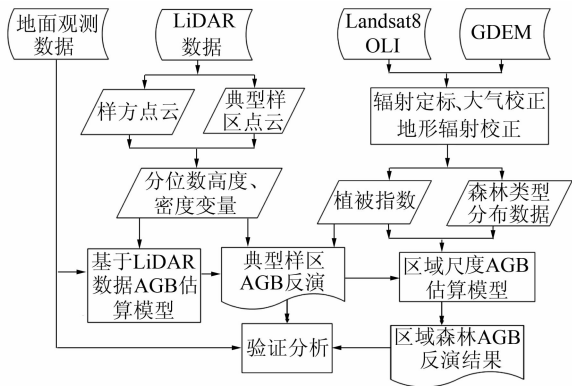 地面观测
数据
LiDAR
数据
Landsat8
OLI
GDEM
样方点云
典型样
区点云
辐射定标、大气校正
地形辐射校正
分位数高度、
密度变量
植被指数
森林类型
分布数据
基于LiDAR
数据AGB估
算模型
典型样区
AGB反演
区域尺度AGB
估算模型
验证分析
区域森林AGB
反演结果